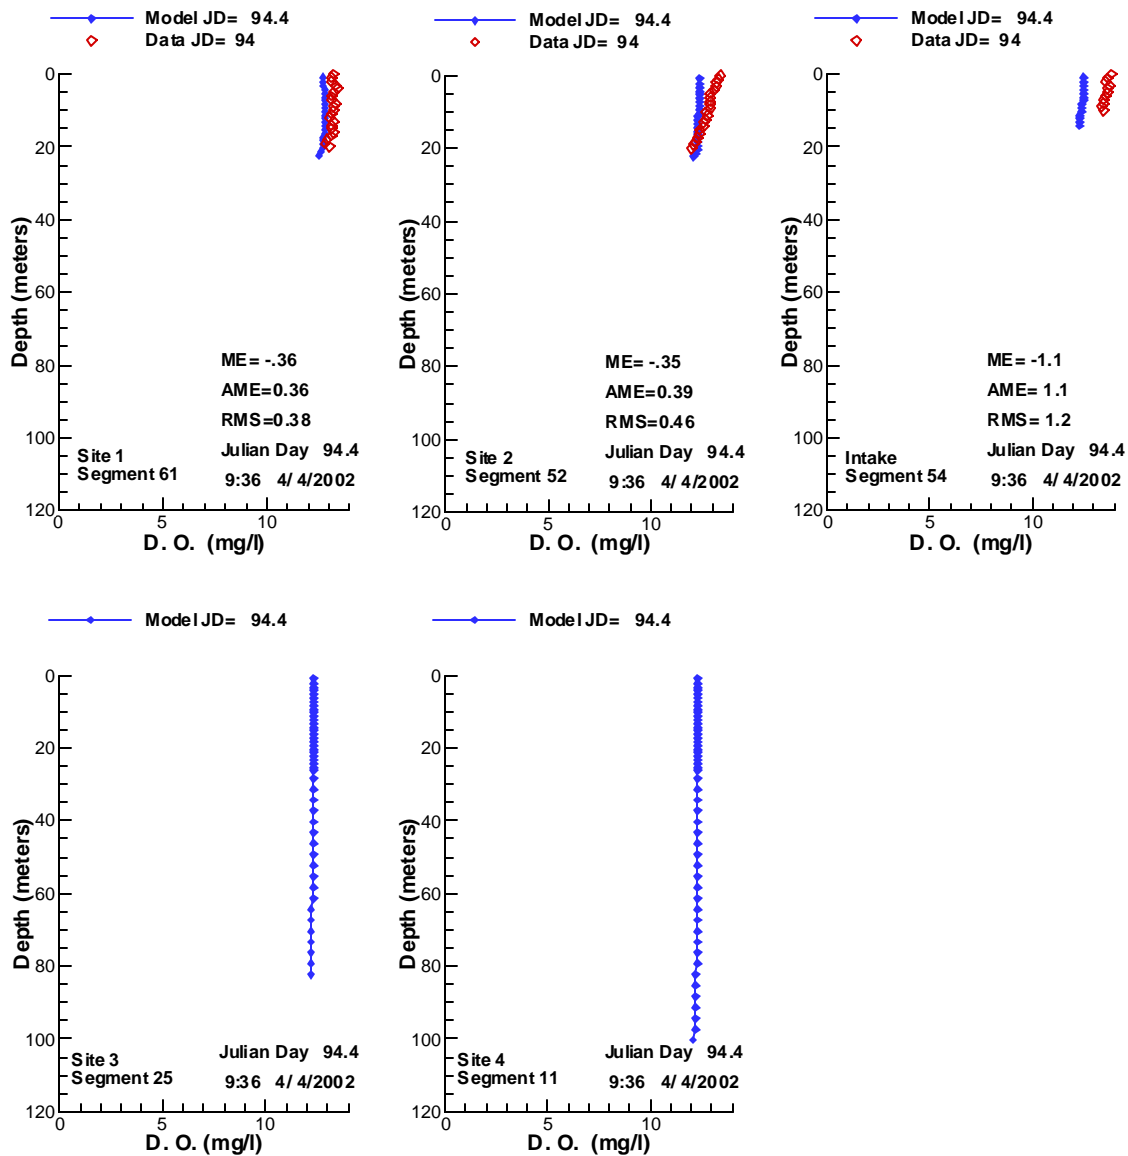 Model JD= 94.4
Data JD= 94
0
20
40
60
80
100
120
Depth (meters)
ME= -.36
AME=0.36
RMS=0.38
Julian Day 94.4
9:36 4/ 4/2002
Site 1
Segment 61
0 5 10
D. O. (mg/l)
Model JD= 94.4
Data JD= 94
0
20
40
60
80
100
120
Depth (meters)
ME= -.35
AME=0.39
RMS=0.46
Julian Day 94.4
9:36 4/ 4/2002
Site 2
Segment 52
0 5 10
D. O. (mg/l)
Model JD= 94.4
Data JD= 94
0
20
40
60
80
100
120
Depth (meters)
ME= -1.1
AME= 1.1
RMS= 1.2
Julian Day 94.4
9:36 4/ 4/2002
Intake
Segment 54
0 5 10
D. O. (mg/l)
Model JD= 94.4
0
20
40
60
80
100
120
Depth (meters)
Julian Day 94.4
9:36 4/ 4/2002
Site 3
Segment 25
0 5 10
D. O. (mg/l)
Model JD= 94.4
0
20
40
60
80
100
120
Depth (meters)
Julian Day 94.4
9:36 4/ 4/2002
Site 4
Segment 11
0 5 10
D. O. (mg/l)